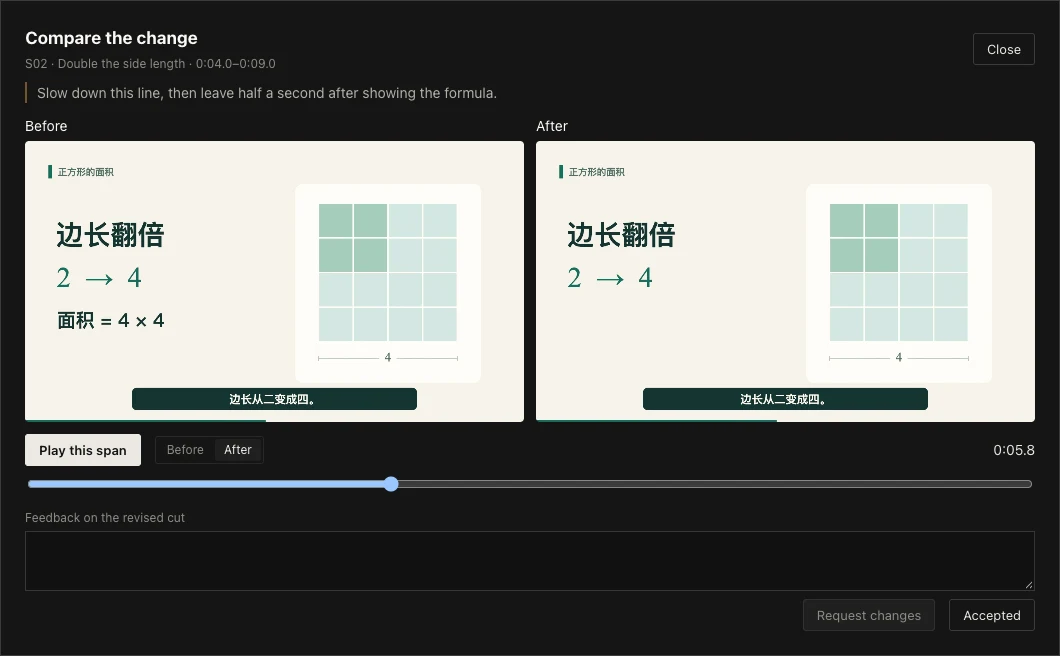 Compare the change
S02 · Double the side length · 0:04.0–0:09.0
Close
Slow down this line, then leave half a second after showing the formula.
Before
正方形的面积
边长翻倍
2 → 4
面积 = 4 × 4
4
边长从二变成四。
After
正方形的面积
边长翻倍
2 → 4
4
边长从二变成四。
Play this span
Before
After
0:05.8
Feedback on the revised cut
Request changes
Accepted